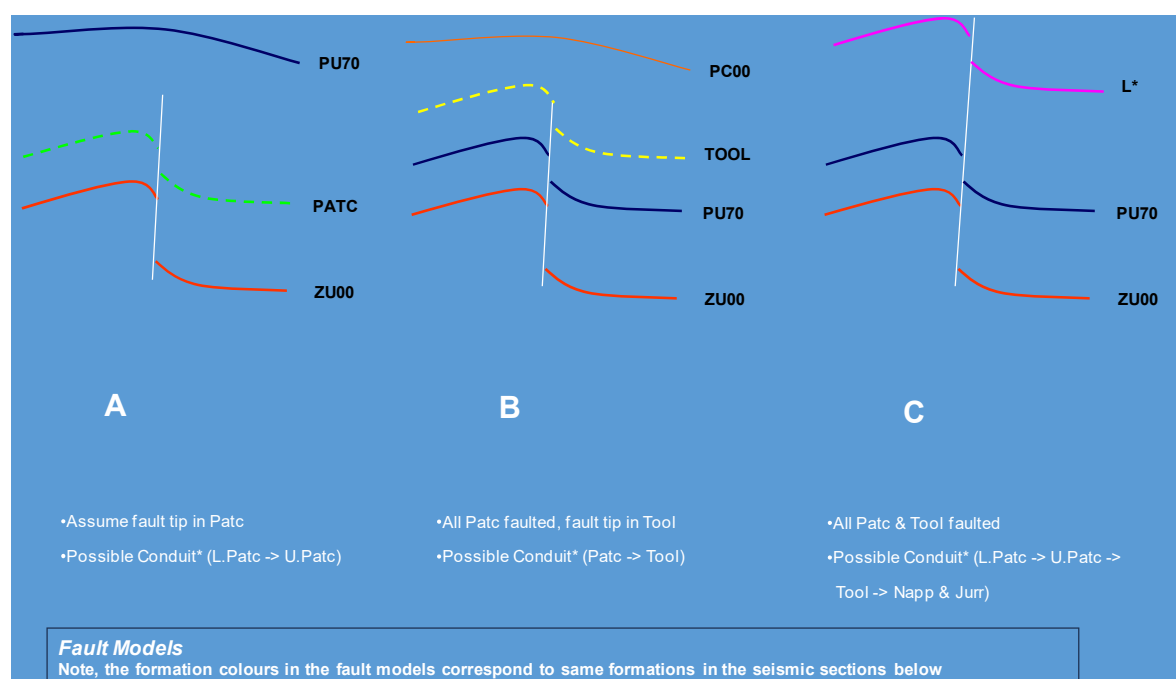 PU70
PATC
ZU00
A
•Assume fault tip in Patc
•Possible Conduit* (L.Patc -> U.Patc)
PC00
TOOL
PU70
ZU00
B
•All Patc faulted, fault tip in Tool
•Possible Conduit* (Patc -> Tool)
L*
PU70
ZU00
C
•All Patc & Tool faulted
•Possible Conduit* (L.Patc -> U.Patc ->
Tool -> Napp & Jurr)
Fault Models
Note, the formation colours in the fault models correspond to same formations in the seismic sections below